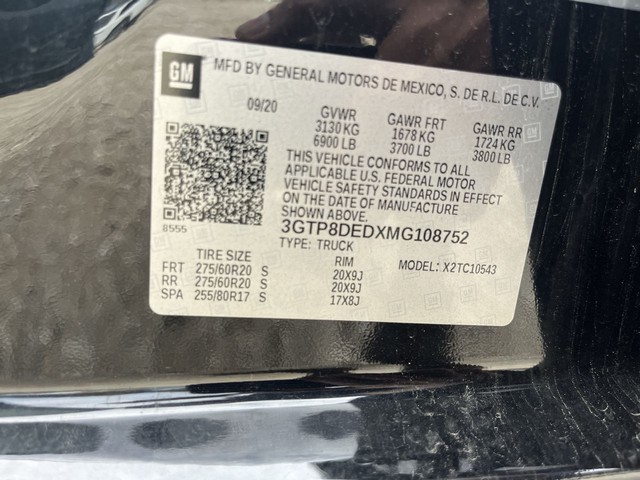 GM
MFD BY GENERAL MOTORS DE MEXICO, S. DE R.L. DE C.V.
09/20 GVWR GAWR FRT GAWR RR
3130 KG 1678 KG 1724 KG
6900 LB 3700 LB 3800 LB
THIS VEHICLE CONFORMS TO ALL
APPLICABLE U.S. FEDERAL MOTOR
VEHICLE SAFETY STANDARDS IN EFFECT
ON THE DATE OF MANUFACTURE
SHOWN ABOVE.
8555
3GTP8DEDXMG108752
TYPE: TRUCK
MODEL: X2TC10543
TIRE SIZE RIM
FRT 275/60R20 S 20X9J
RR 275/60R20 S 20X9J
SPA 255/80R17 S 17X8J